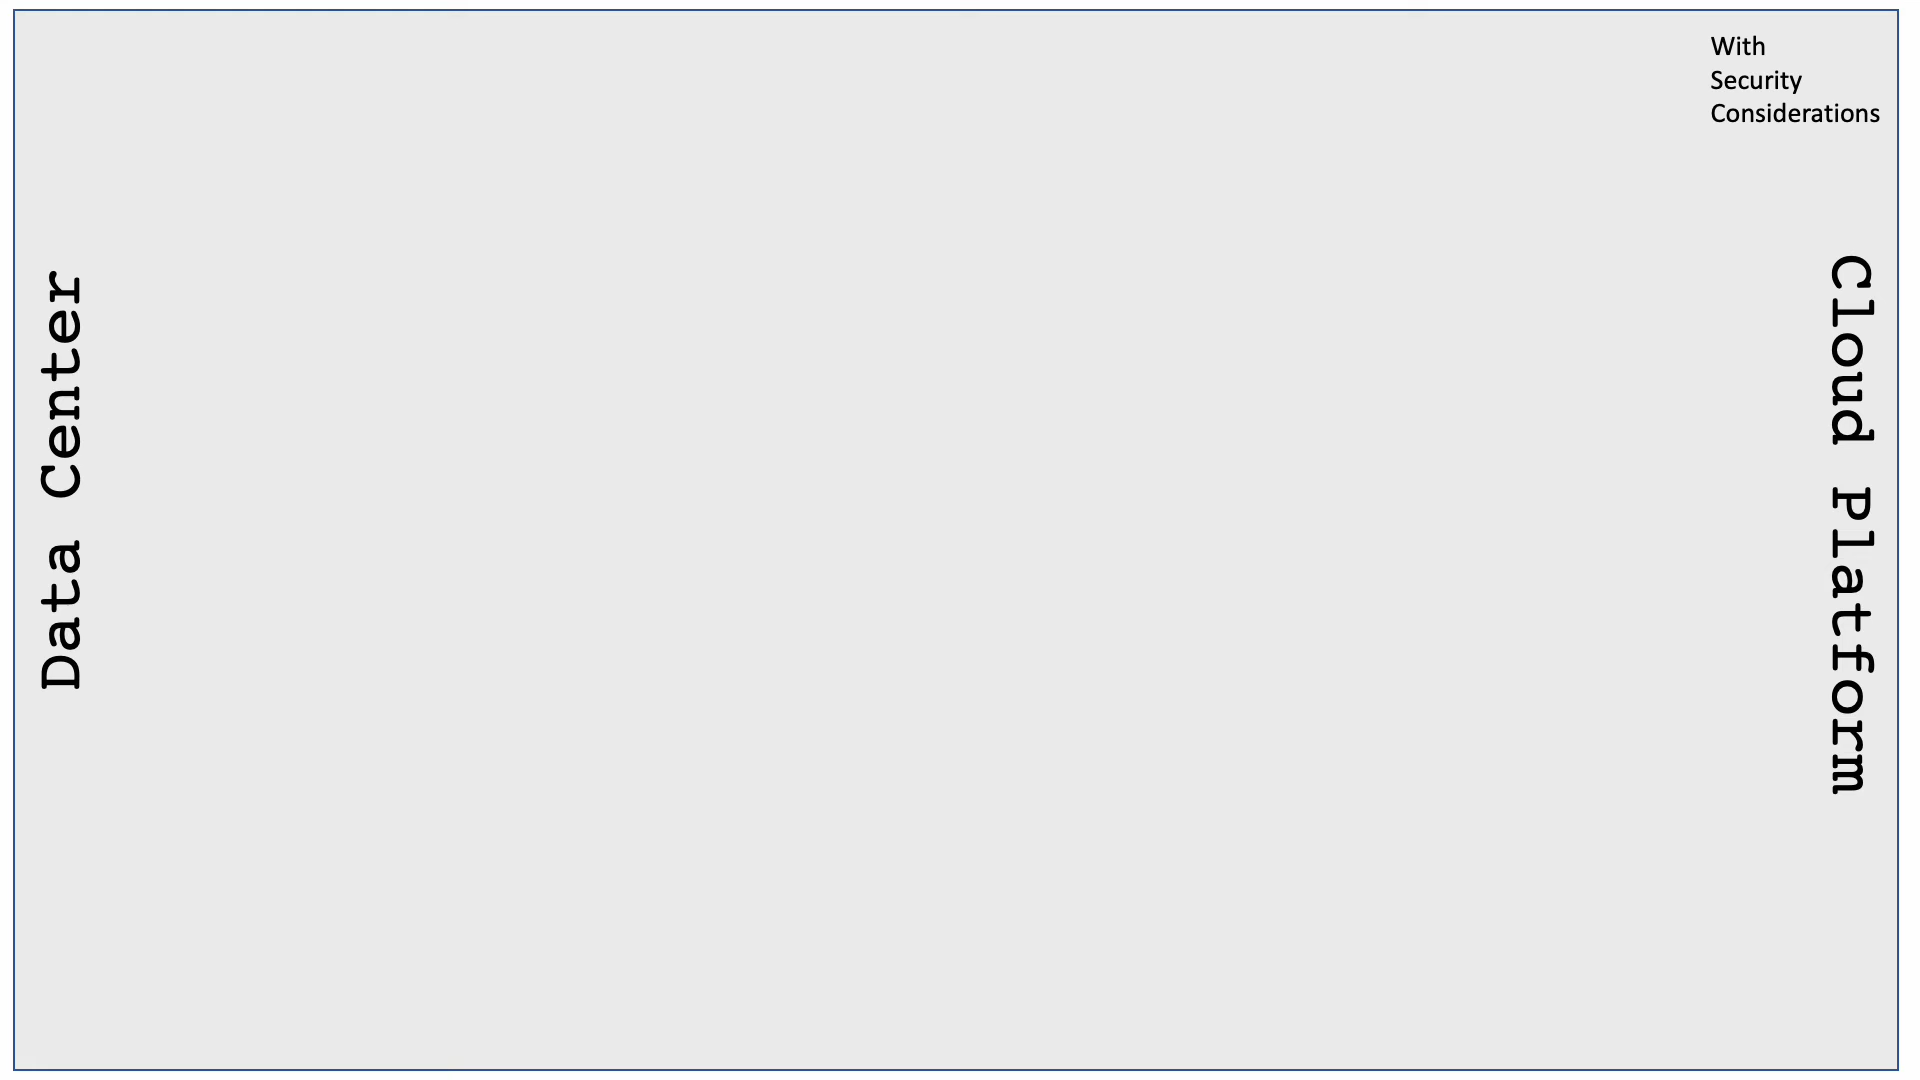 With
Security
Considerations
Data Center
Cloud Platform